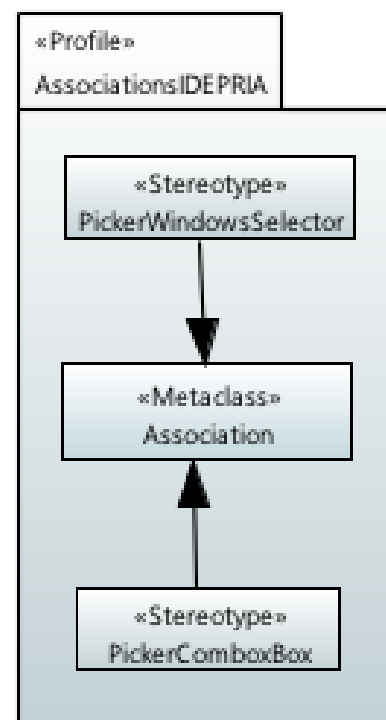 «Profile»
AssociationsIDEPRIA
«Stereotype»
PickerWindowsSelector
«Metaclass»
Association
«Stereotype»
PickerComboxBox